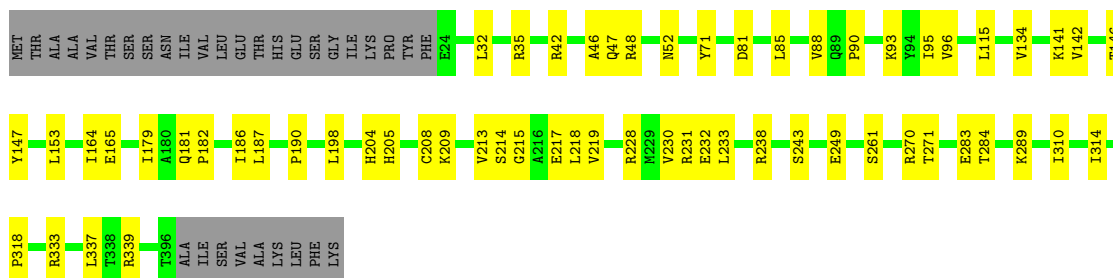 MET THR ALA ALA VAL THR SER SER ASN ILE VAL LEU GLU THR HIS GLU SER GLY ILE LYS PRO TYR PHE E24 L32 R35 R42 A46 Q47 R48 N52 Y71 D81 L85 V88 Q89 P90 K93 Y94 I95 V96 L115 V134 K141 V142 T146
Y147 L153 I164 E165 I179 A180 Q181 P182 I186 L187 P190 L198 H204 H205 C208 K209 V213 S214 G215 A216 E217 L218 V219 R228 M229 V230 R231 E232 L233 R238 S243 E249 S261 R270 T271 E283 T284 K289 I310 I314
P318 R333 L337 T338 R339 T396 ALA ILE SER VAL ALA LYS LEU PHE LYS